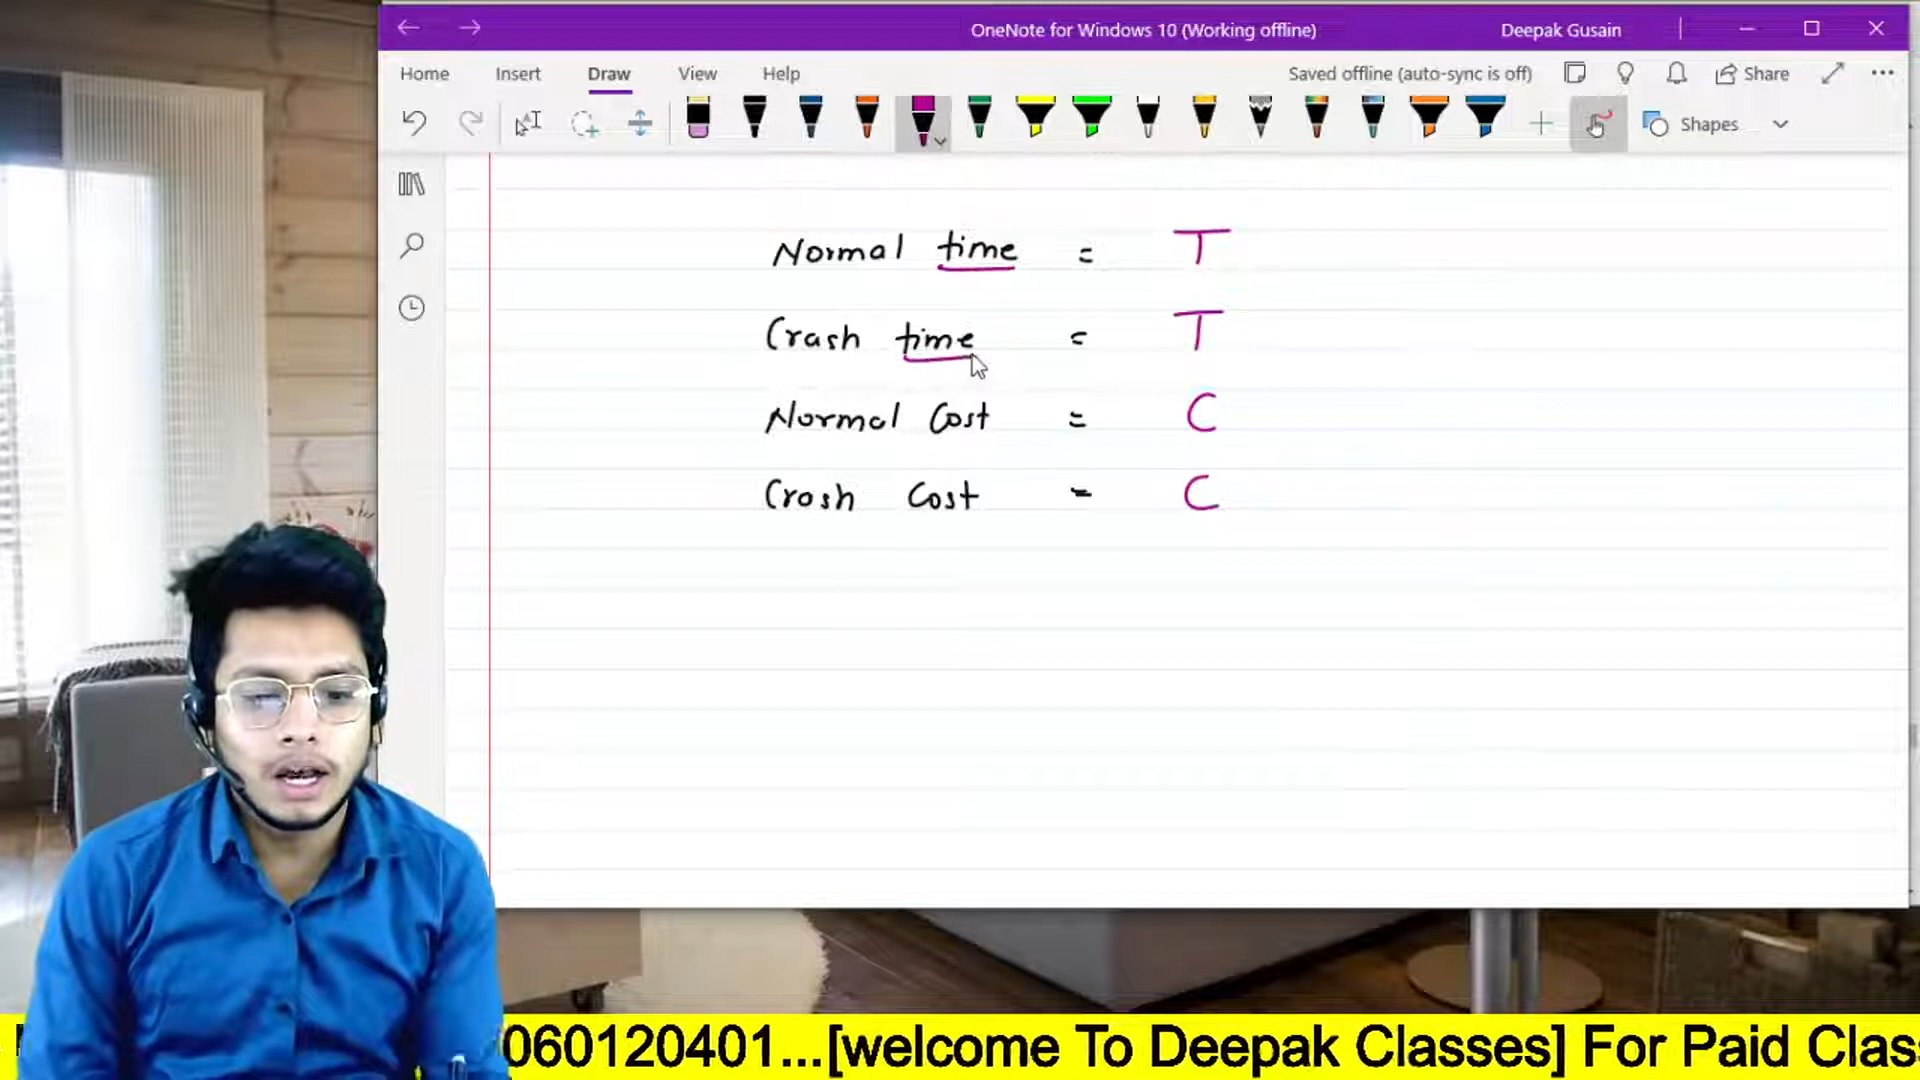 OneNote for Windows 10 (Working offline) Deepak Gusain
Home Insert Draw View Help Saved offline (auto-sync is off) Share
Shapes
Normal time = T
Crash time = T
Normal Cost = C
Crash Cost = C
060120401...[welcome To Deepak Classes] For Paid Clas